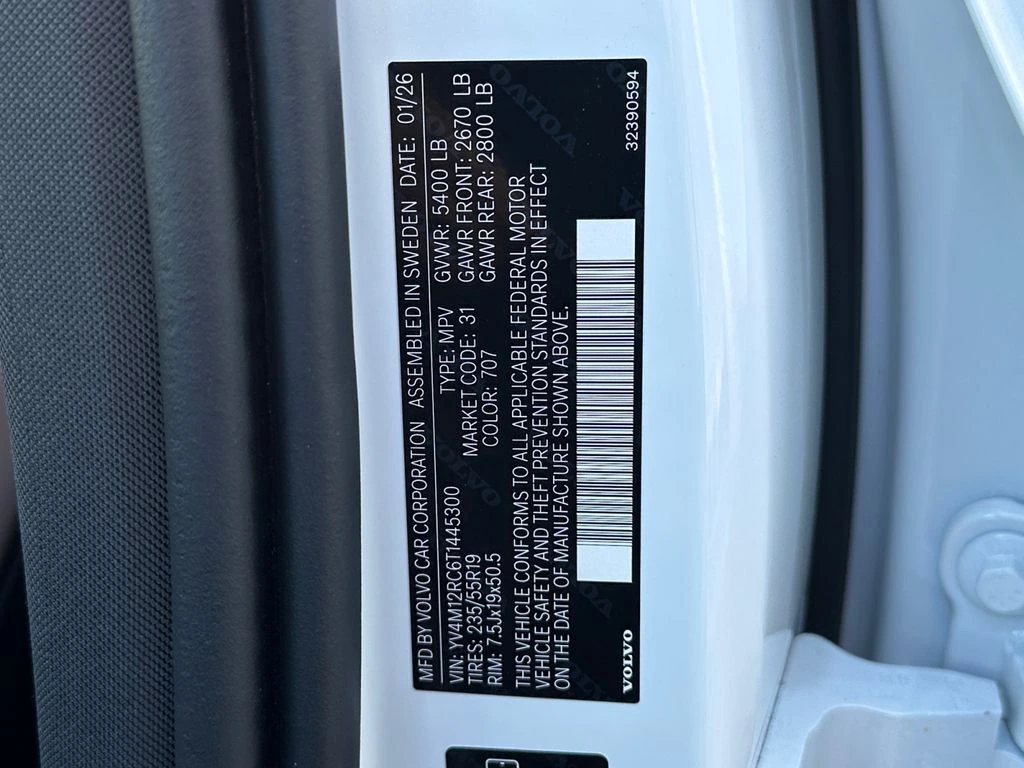 MFD BY VOLVO CAR CORPORATION ASSEMBLED IN SWEDEN DATE: 01/26
VIN: YV4M12RC6T1445300 TYPE: MPV GVWR: 5400 LB
TIRES: 235/55R19 MARKET CODE: 31 GAWR FRONT: 2670 LB
RIM: 7.5Jx19x50.5 COLOR: 707 GAWR REAR: 2800 LB
THIS VEHICLE CONFORMS TO ALL APPLICABLE FEDERAL MOTOR
VEHICLE SAFETY AND THEFT PREVENTION STANDARDS IN EFFECT
ON THE DATE OF MANUFACTURE SHOWN ABOVE.
VOLVO 32390594